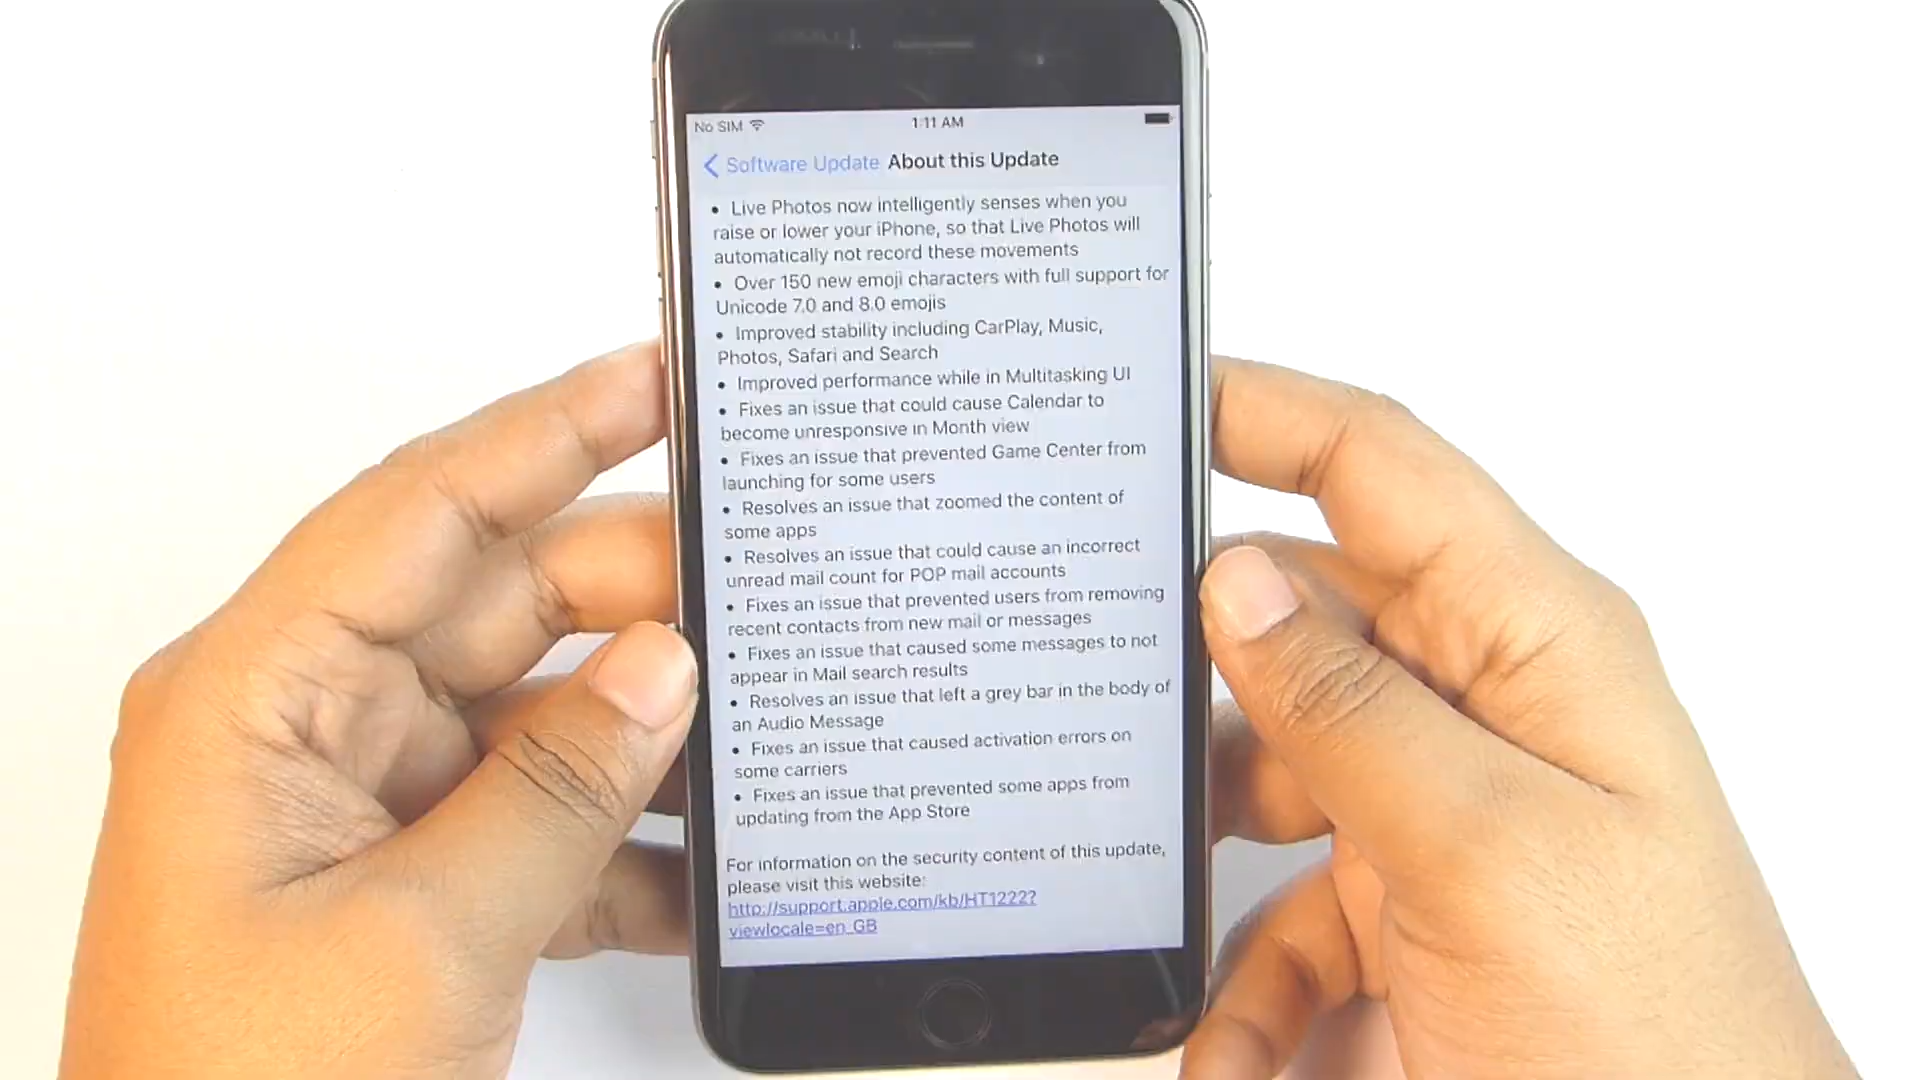 No SIM
1:11 AM
Software Update About this Update
• Live Photos now intelligently senses when you
raise or lower your iPhone, so that Live Photos will
automatically not record these movements
• Over 150 new emoji characters with full support for
Unicode 7.0 and 8.0 emojis
• Improved stability including CarPlay, Music,
Photos, Safari and Search
• Improved performance while in Multitasking UI
• Fixes an issue that could cause Calendar to
become unresponsive in Month view
• Fixes an issue that prevented Game Center from
launching for some users
• Resolves an issue that zoomed the content of
some apps
• Resolves an issue that could cause an incorrect
unread mail count for POP mail accounts
• Fixes an issue that prevented users from removing
recent contacts from new mail or messages
• Fixes an issue that caused some messages to not
appear in Mail search results
• Resolves an issue that left a grey bar in the body of
an Audio Message
• Fixes an issue that caused activation errors on
some carriers
• Fixes an issue that prevented some apps from
updating from the App Store
For information on the security content of this update,
please visit this website:
http://support.apple.com/kb/HT1222?
viewlocale=en_GB